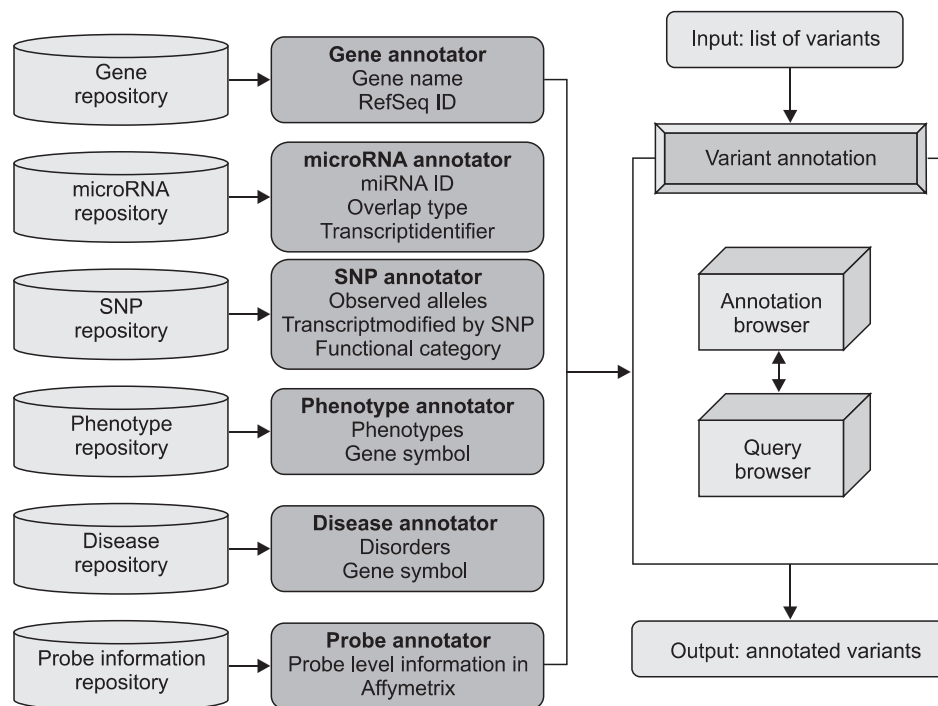 Gene
repository
Gene annotator
Gene name
RefSeq ID
microRNA
repository
microRNA annotator
miRNA ID
Overlap type
Transcriptidentifier
SNP
repository
SNP annotator
Observed alleles
Transcriptmodified by SNP
Functional category
Phenotype
repository
Phenotype annotator
Phenotypes
Gene symbol
Disease
repository
Disease annotator
Disorders
Gene symbol
Probe information
repository
Probe annotator
Probe level information in
Affymetrix
Input: list of variants
Variant annotation
Annotation
browser
Query
browser
Output: annotated variants